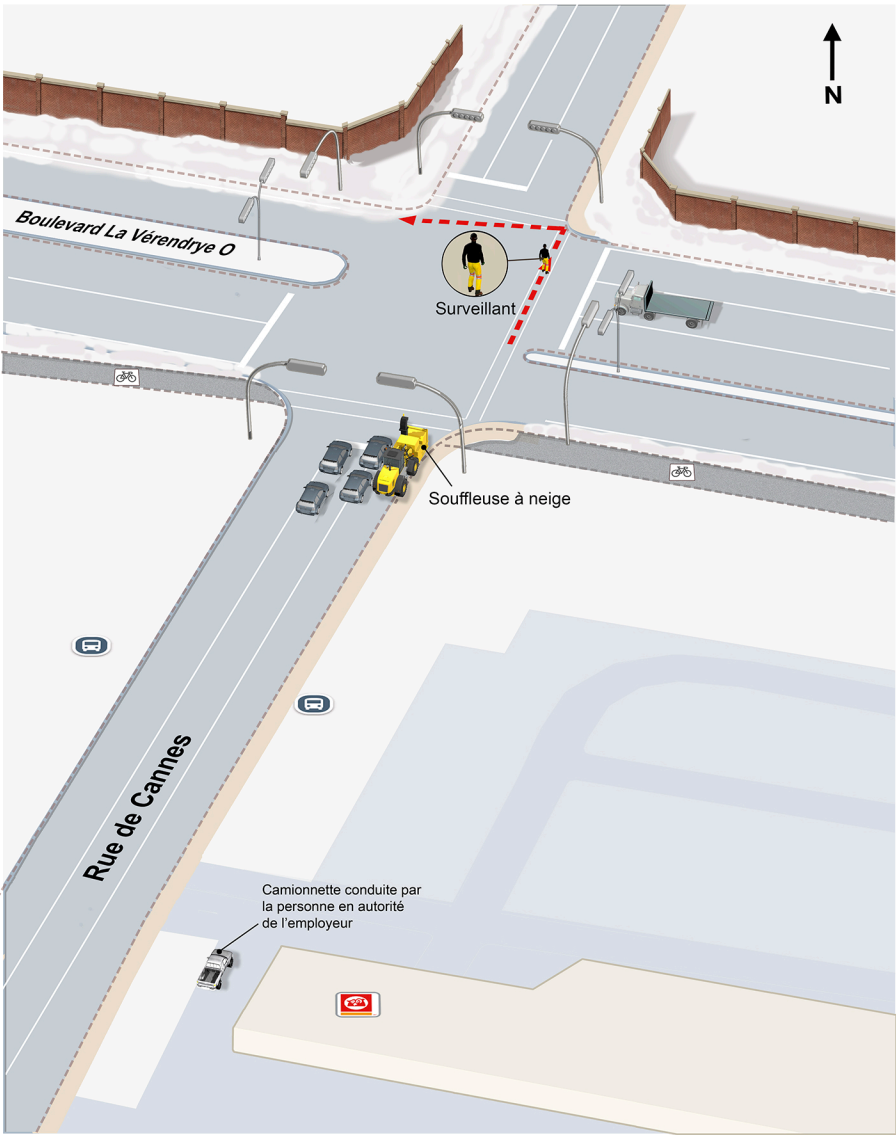 N
Boulevard La Vérendrye O
Surveillant
Souffleuse à neige
Rue de Cannes
Camionnette conduite par
la personne en autorité
de l'employeur